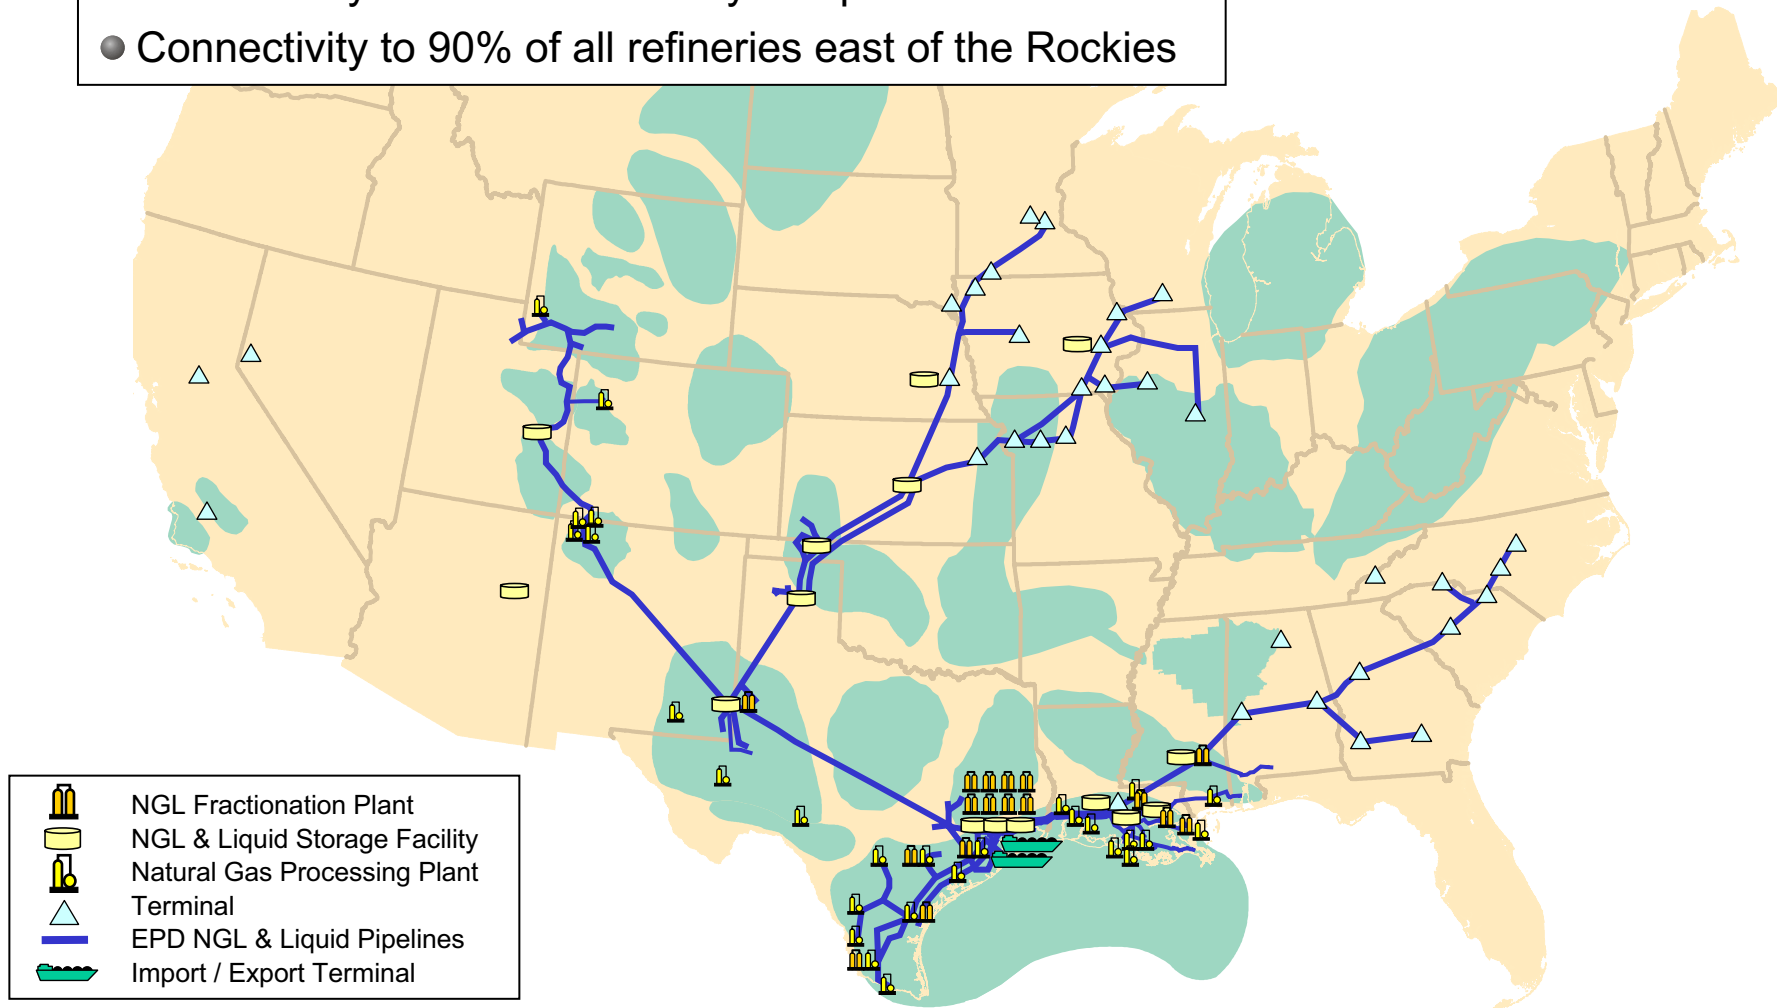 Connectivity to 90% of all refineries east of the Rockies
NGL Fractionation Plant
NGL & Liquid Storage Facility
Natural Gas Processing Plant
Terminal
EPD NGL & Liquid Pipelines
Import / Export Terminal